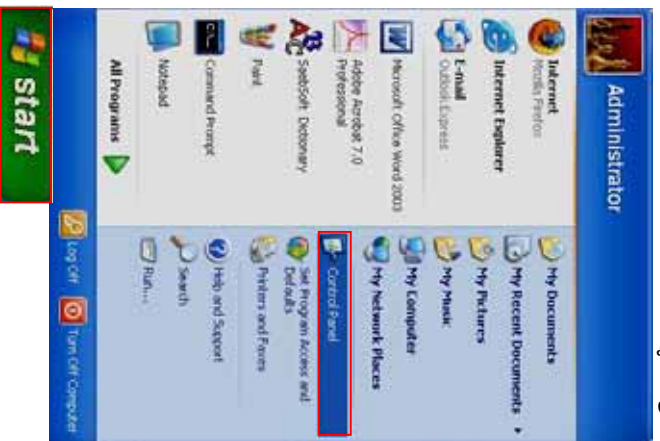 Administrator
Internet
Mozilla Firefox
Internet Explorer
E-mail
Outlook Express
Microsoft Office Word 2003
Adobe Acrobat 7.0
Professional
SpebSoft Dictionary
Paint
Command Prompt
Notepad
All Programs
My Documents
My Recent Documents
My Pictures
My Music
My Computer
My Network Places
Control Panel
Set Program Access and
Defaults
Printers and Faxes
Help and Support
Search
Run...
Log Off
Turn Off Computer
start